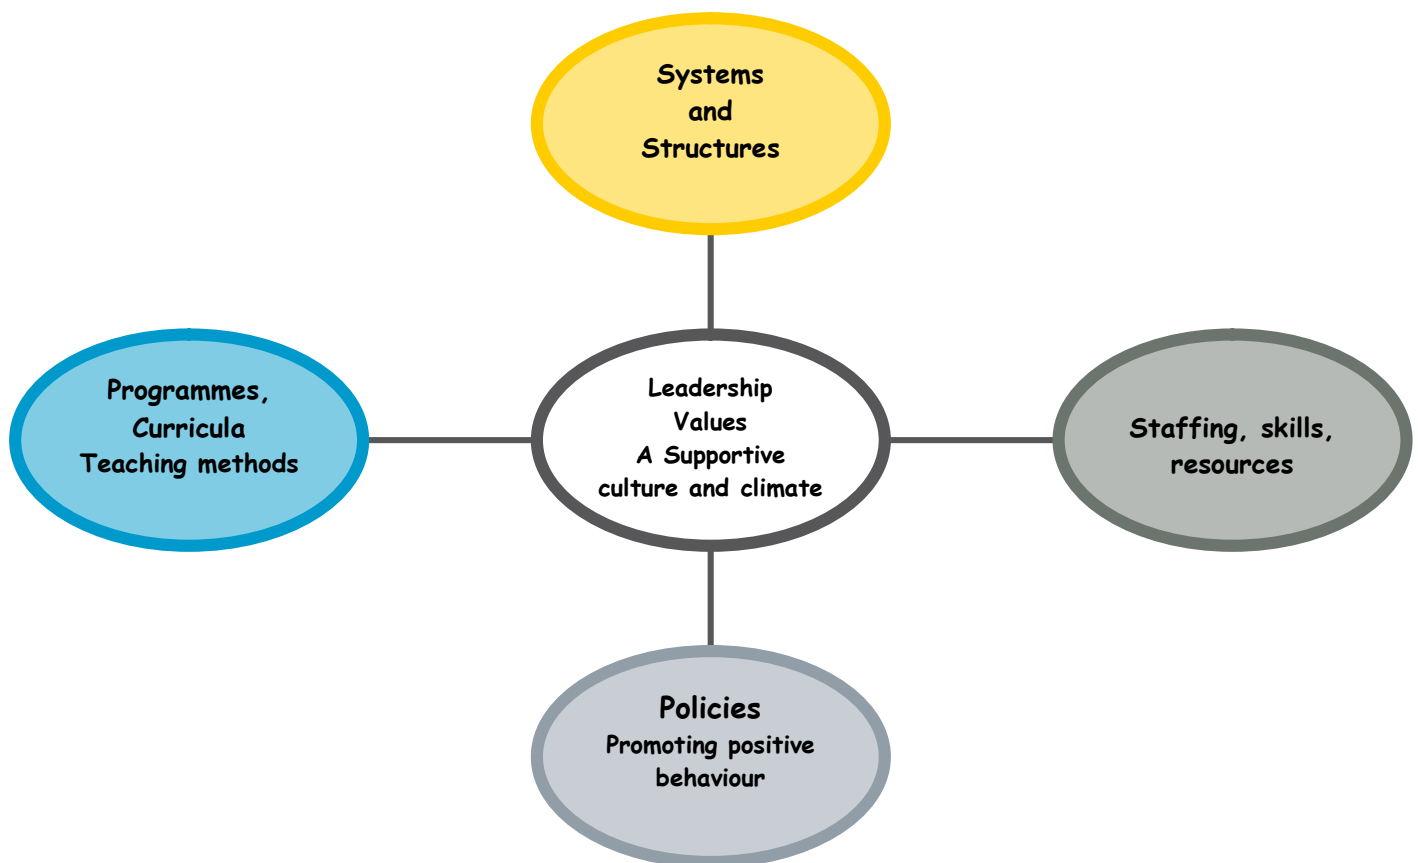 Systems
and
Structures
Programmes,
Curricula
Teaching methods
Leadership
Values
A Supportive
culture and climate
Staffing, skills,
resources
Policies
Promoting positive
behaviour